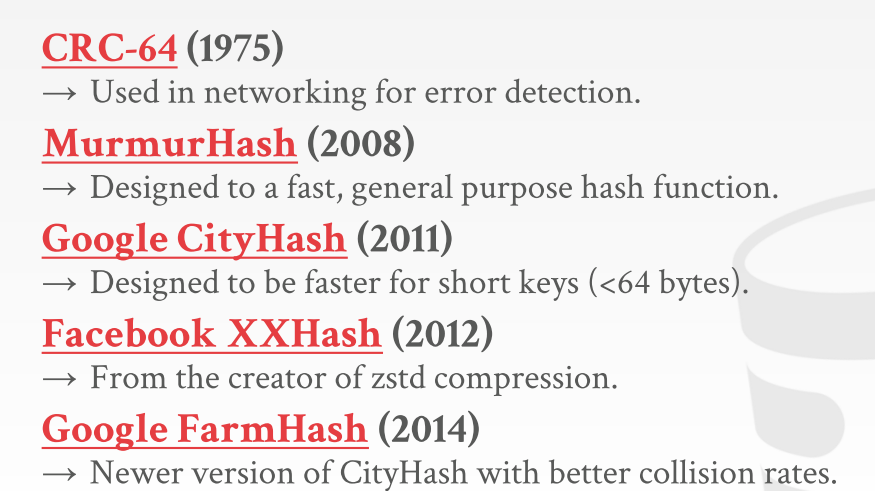 CRC-64 (1975)
→ Used in networking for error detection.
MurmurHash (2008)
→ Designed to a fast, general purpose hash function.
Google CityHash (2011)
→ Designed to be faster for short keys (<64 bytes).
Facebook XXHash (2012)
→ From the creator of zstd compression.
Google FarmHash (2014)
→ Newer version of CityHash with better collision rates.